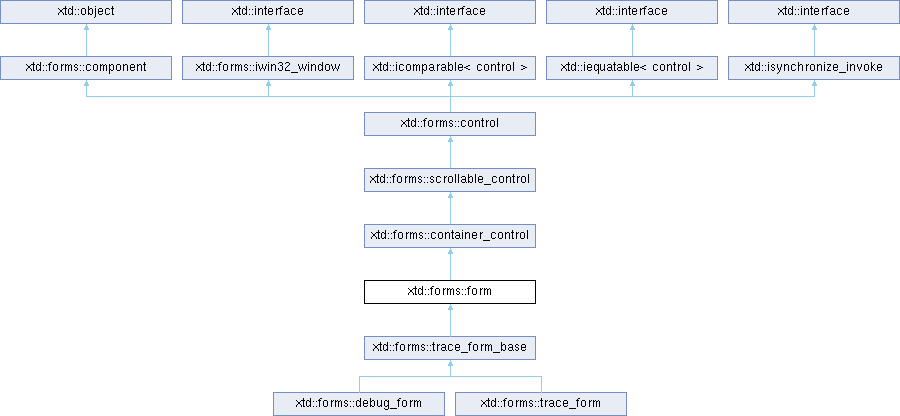 xtd::object
xtd::interface
xtd::interface
xtd::interface
xtd::interface
xtd::forms::component
xtd::forms::iwin32_window
xtd::icomparable< control >
xtd::iequatable< control >
xtd::isynchronize_invoke
xtd::forms::control
xtd::forms::scrollable_control
xtd::forms::container_control
xtd::forms::form
xtd::forms::trace_form_base
xtd::forms::debug_form
xtd::forms::trace_form